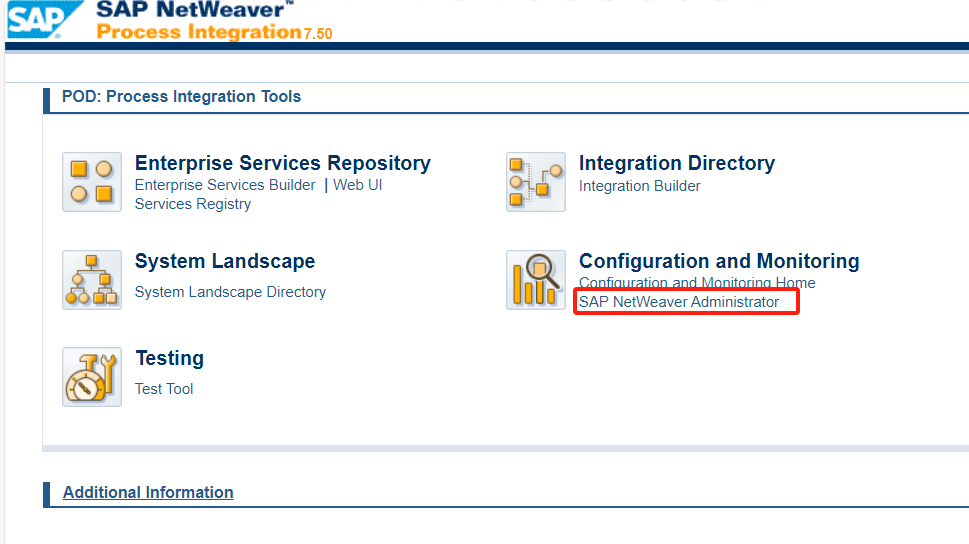 SAP
SAP NetWeaver™
Process Integration 7.50
POD: Process Integration Tools
Enterprise Services Repository
Enterprise Services Builder | Web UI
Services Registry
Integration Directory
Integration Builder
System Landscape
System Landscape Directory
Configuration and Monitoring
Configuration and Monitoring Home
SAP NetWeaver Administrator
Testing
Test Tool
Additional Information